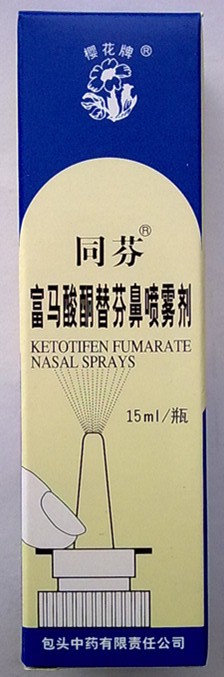 樱花牌®
同芬®
富马酸酮替芬鼻喷雾剂
KETOTIFEN FUMARATE
NASAL SPRAYS
15ml/瓶
包头中药有限责任公司